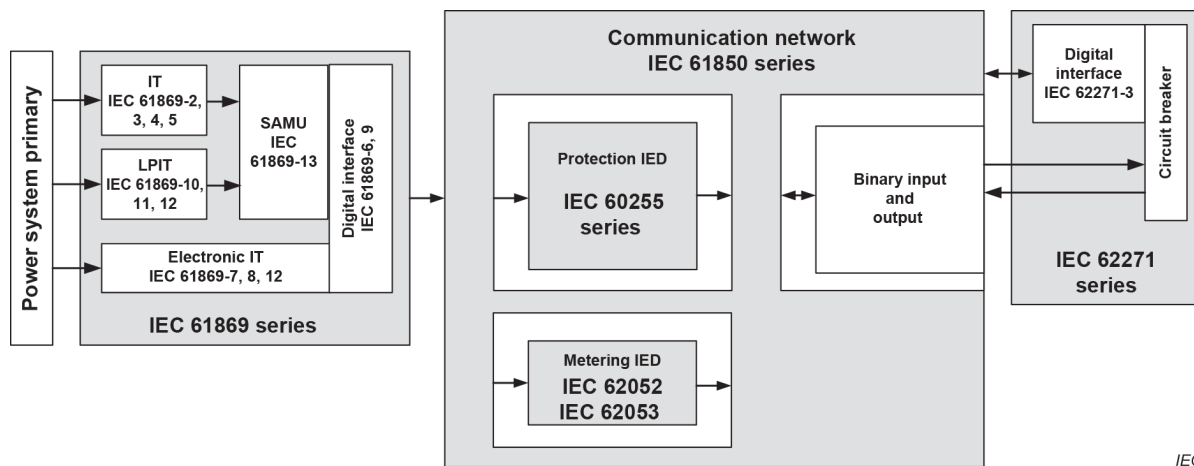 Power system primary
IT
IEC 61869-2,
3, 4, 5
LPIT
IEC 61869-10,
11, 12
Electronic IT
IEC 61869-7, 8, 12
SAMU
IEC
61869-13
Digital interface
IEC 61869-6, 9
IEC 61869 series
Communication network
IEC 61850 series
Protection IED
IEC 60255
series
Metering IED
IEC 62052
IEC 62053
Binary input
and
output
Digital
interface
IEC 62271-3
Circuit breaker
IEC 62271
series
IEC